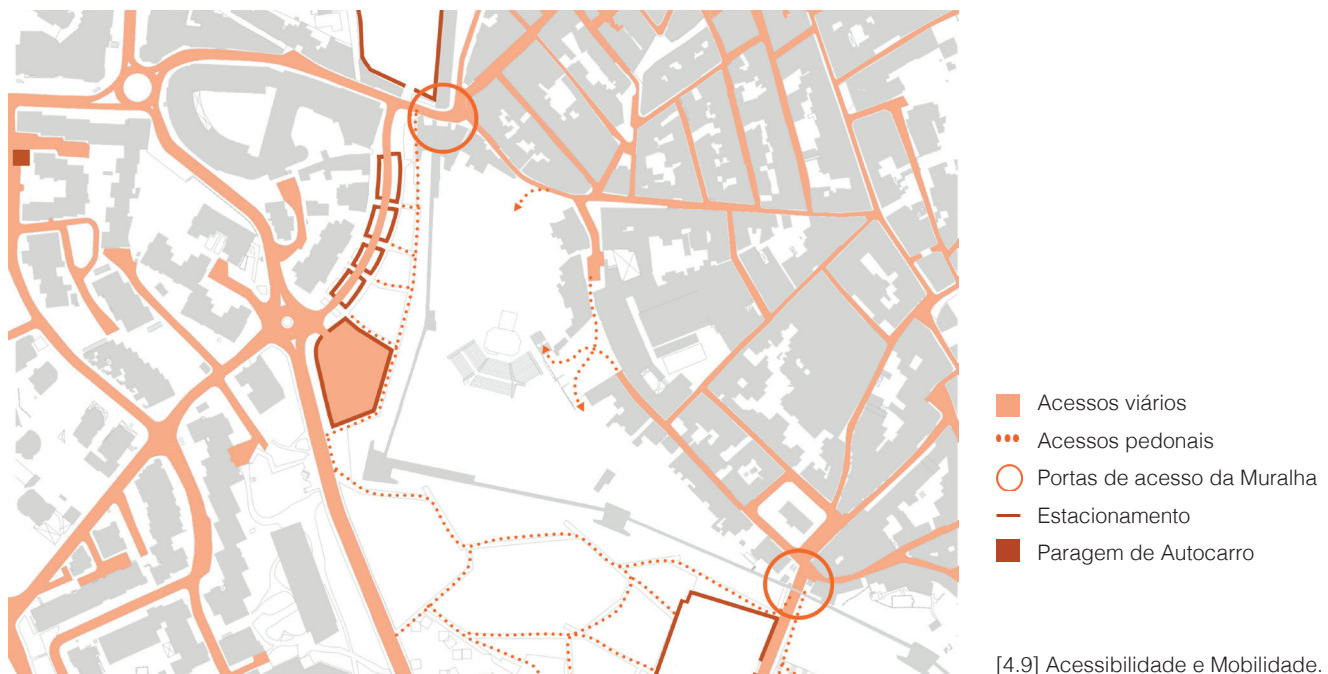 Acessos viários
Acessos pedonais
Portas de acesso da Muralha
Estacionamento
Paragem de Autocarro
[4.9] Acessibilidade e Mobilidade.